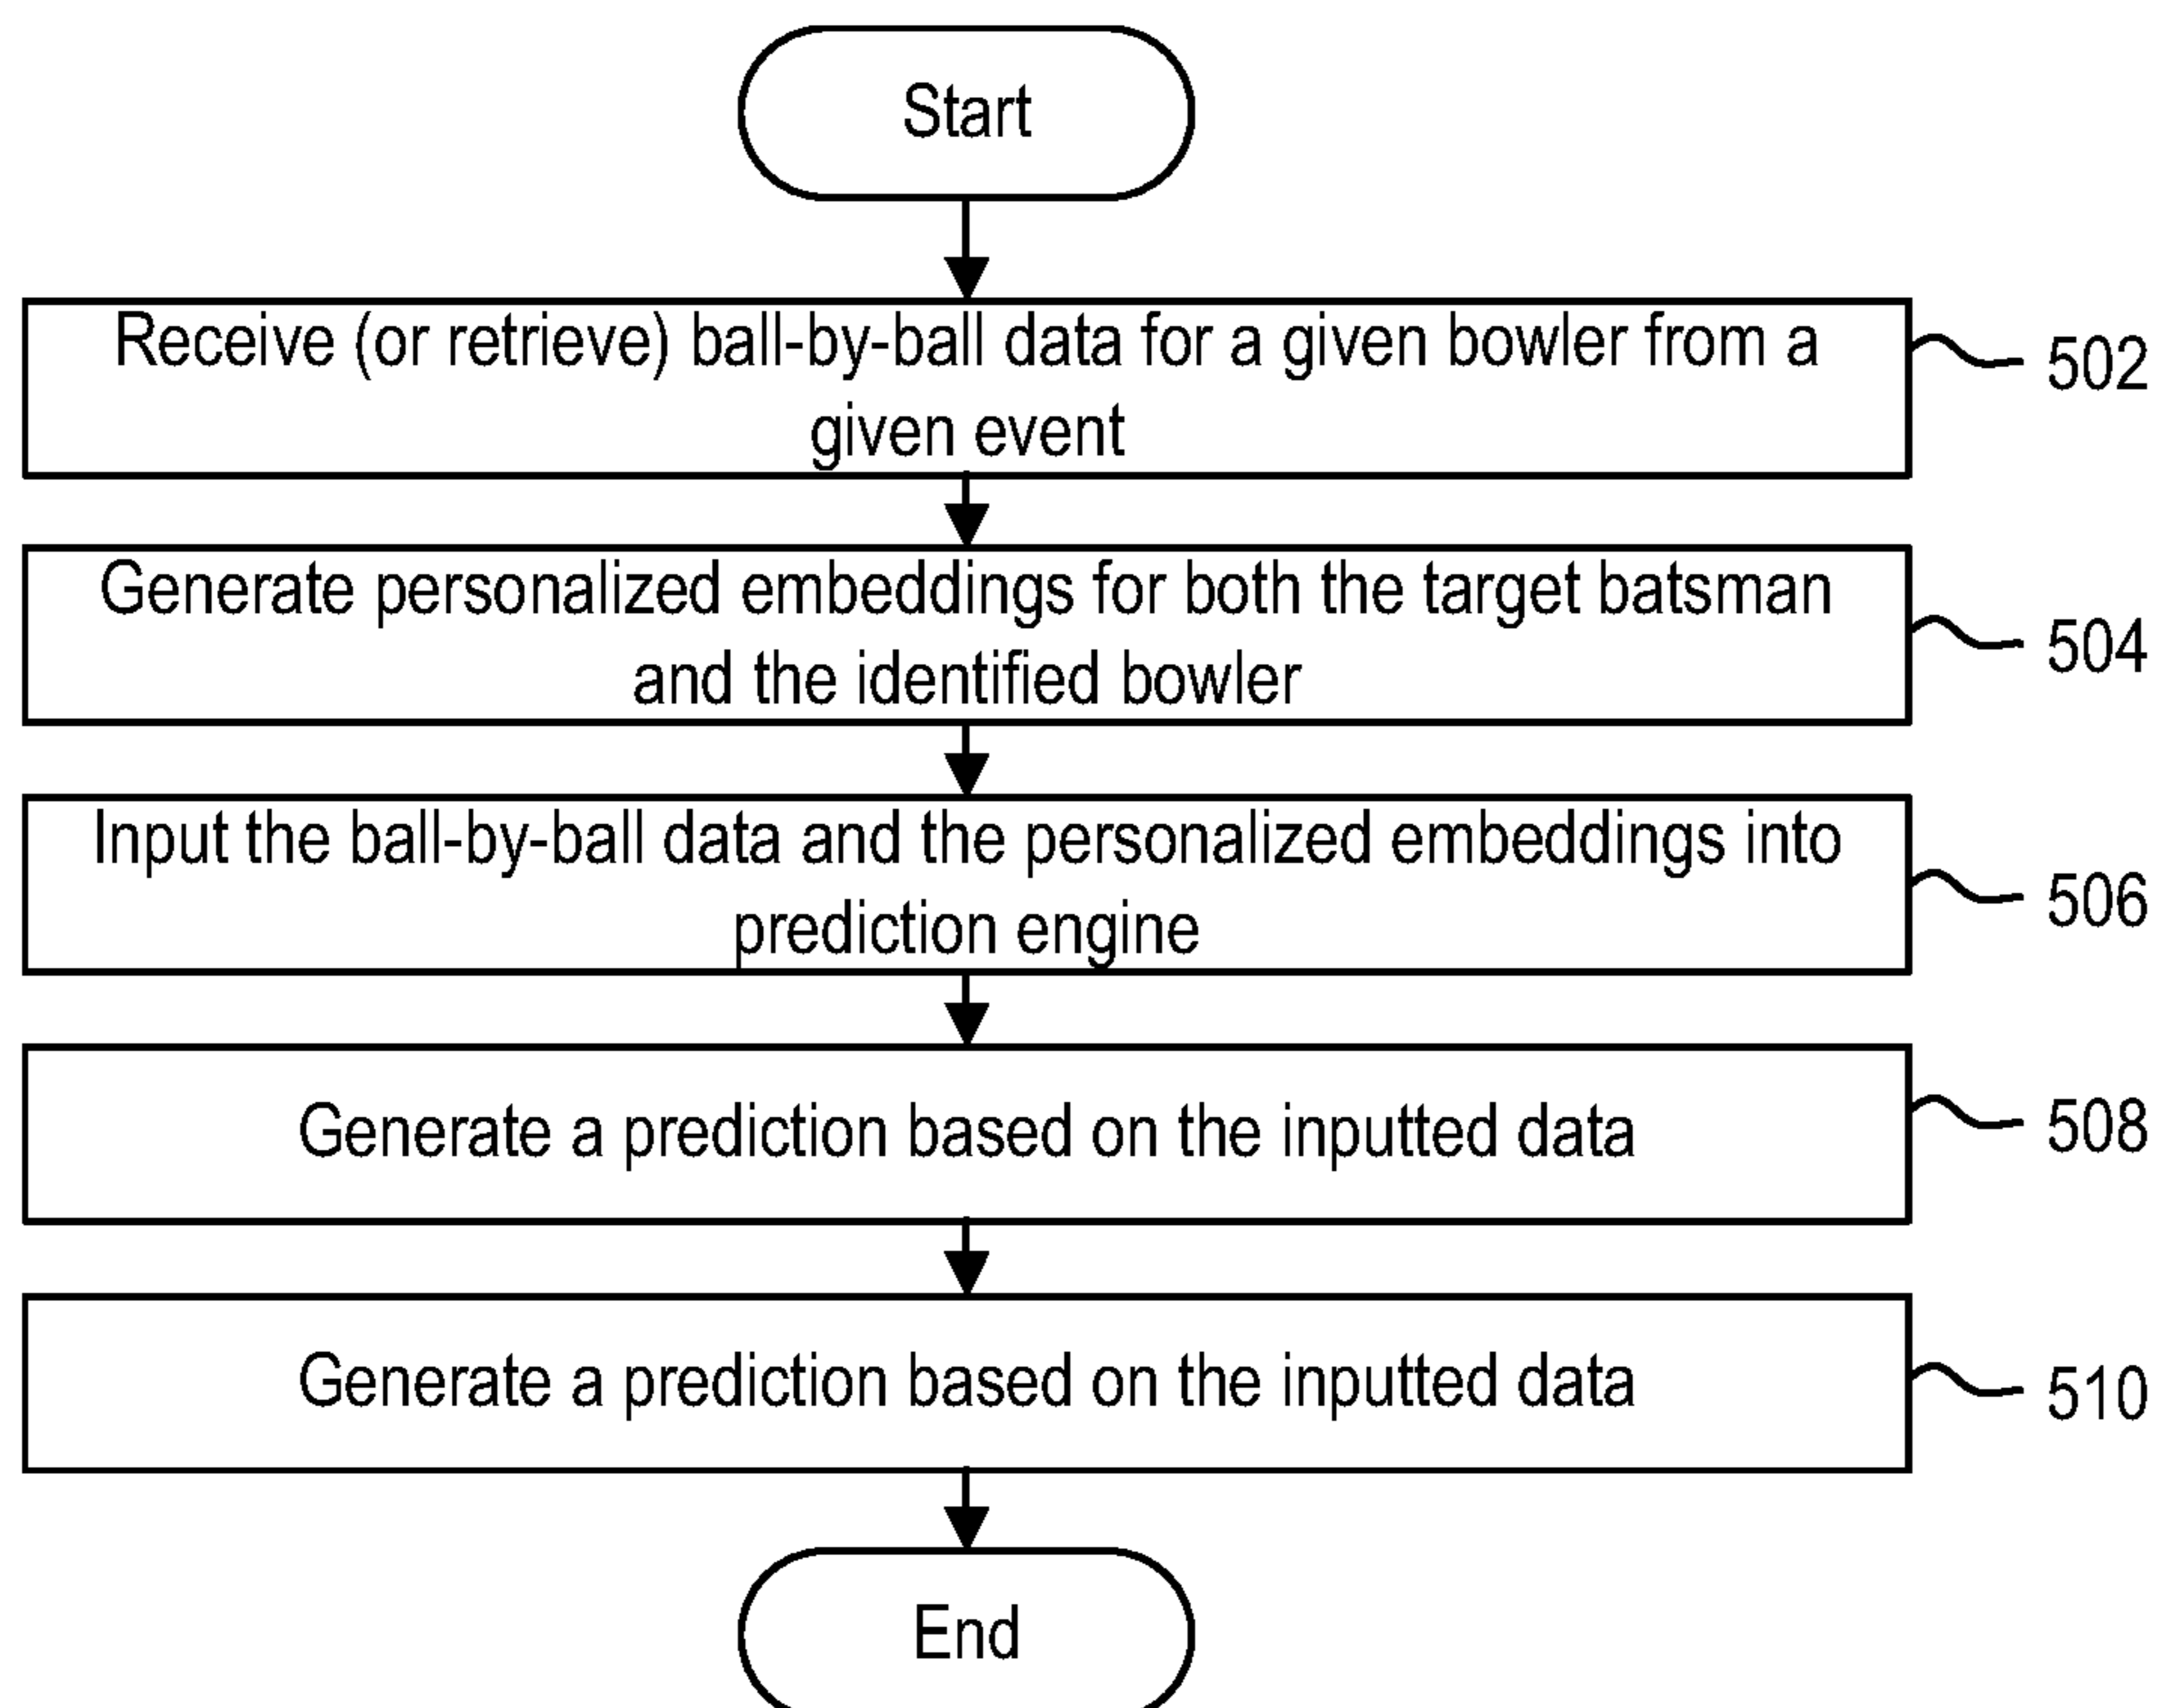 Start
Receive (or retrieve) ball-by-ball data for a given bowler from a
given event
502
Generate personalized embeddings for both the target batsman
and the identified bowler
504
Input the ball-by-ball data and the personalized embeddings into
prediction engine
506
Generate a prediction based on the inputted data
508
Generate a prediction based on the inputted data
510
End